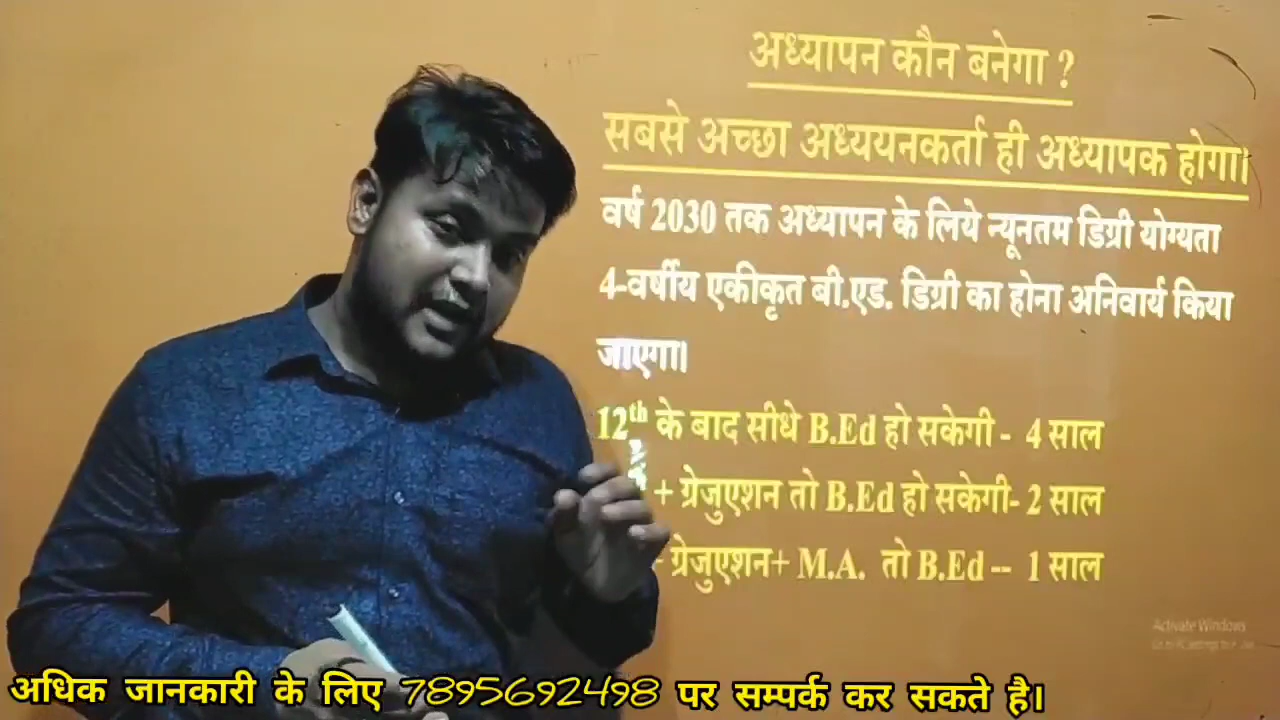 अध्यापन कौन बनेगा ?
सबसे अच्छा अध्ययनकर्ता ही अध्यापक होगा।
वर्ष 2030 तक अध्यापन के लिये न्यूनतम डिग्री योग्यता
4-वर्षीय एकीकृत बी.एड. डिग्री का होना अनिवार्य किया
जाएगा।
12th के बाद सीधे B.Ed हो सकेगी - 4 साल
+ ग्रेजुएशन तो B.Ed हो सकेगी- 2 साल
ग्रेजुएशन+ M.A. तो B.Ed -- 1 साल
Activate Windows
अधिक जानकारी के लिए 7895692498 पर सम्पर्क कर सकते है।